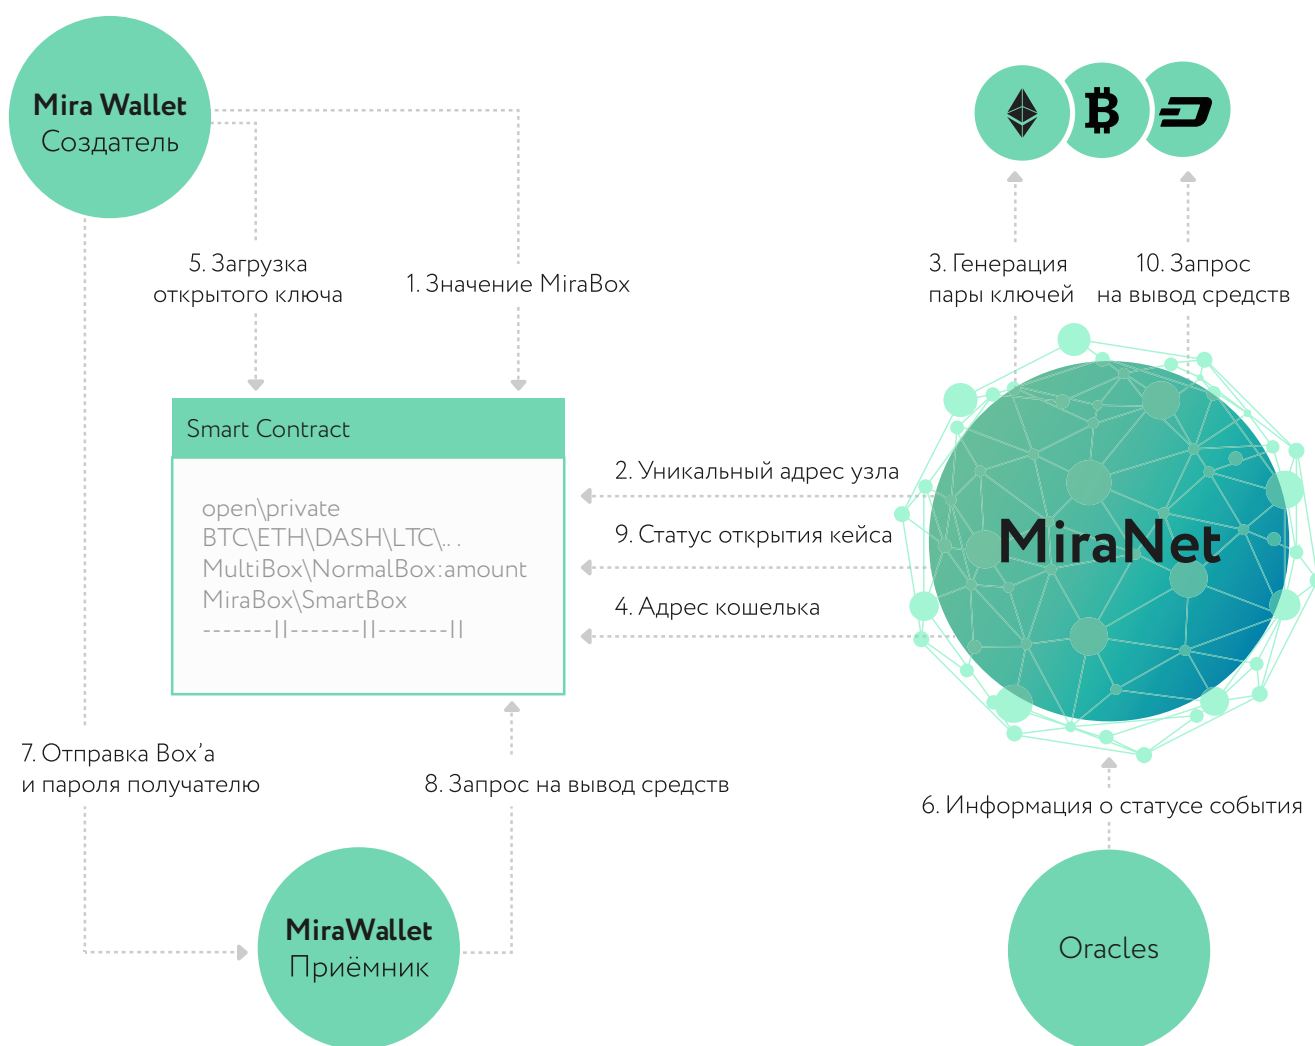 Mira Wallet
Создатель
5. Загрузка
открытого ключа
1. Значение MiraBox
3. Генерация
пары ключей
10. Запрос
на вывод средств
Smart Contract
open\private
BTC\ETH\DASH\LTC\.. .
MultiBox\NormalBox:amount
MiraBox\SmartBox
-------||-------||-------||
2. Уникальный адрес узла
9. Статус открытия кейса
4. Адрес кошелька
MiraNet
7. Отправка Box’а
и пароля получателю
8. Запрос на вывод средств
6. Информация о статусе события
MiraWallet
Приёмник
Oracles